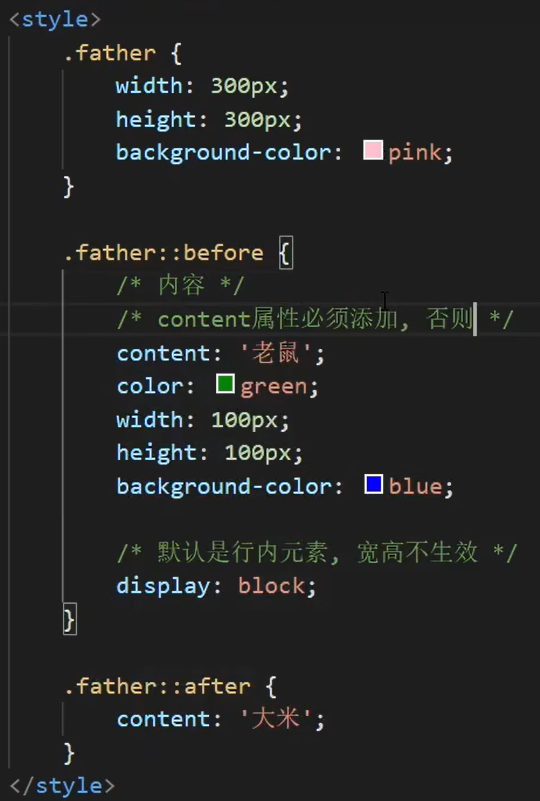 <style>
.father {
width: 300px;
height: 300px;
background-color: pink;
}
.father::before {
/* 内容 */
/* content属性必须添加, 否则 */
content: '老鼠';
color: green;
width: 100px;
height: 100px;
background-color: blue;
/* 默认是行内元素, 宽高不生效 */
display: block;
}
.father::after {
content: '大米';
}
</style>